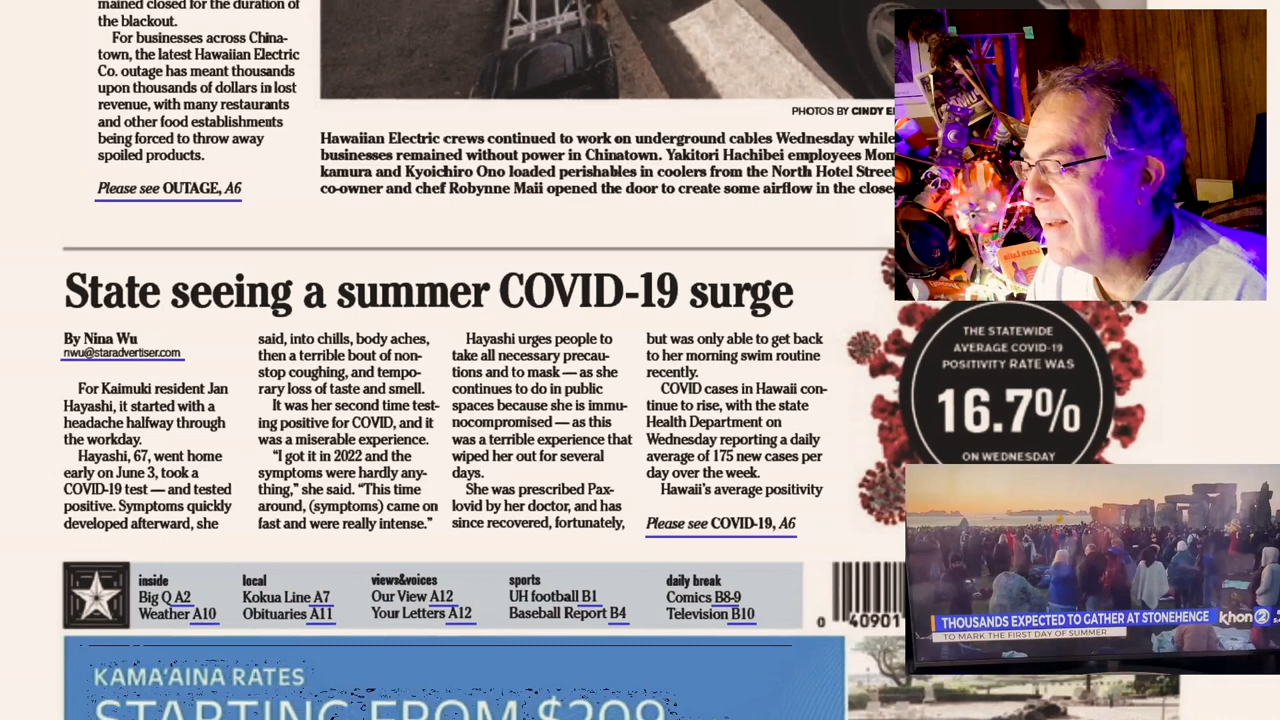 mained closed for the duration of
the blackout.
For businesses across China-
town, the latest Hawaiian Electric
Co. outage has meant thousands
upon thousands of dollars in lost
revenue, with many restaurants
and other food establishments
being forced to throw away
spoiled products.
Please see OUTAGE, A6
PHOTOS BY CINDY
Hawaiian Electric crews continued to work on underground cables Wednesday while
businesses remained without power in Chinatown. Yakitori Hachibei employees Mom
kamura and Kyoichiro Ono loaded perishables in coolers from the North Hotel Street
co-owner and chef Robynne Maii opened the door to create some airflow in the close
State seeing a summer COVID-19 surge
By Nina Wu
nwu@staradvertiser.com
For Kaimuki resident Jan
Hayashi, it started with a
headache halfway through
the workday.
Hayashi, 67, went home
early on June 3, took a
COVID-19 test — and tested
positive. Symptoms quickly
developed afterward, she
said, into chills, body aches,
then a terrible bout of non-
stop coughing, and tempo-
rary loss of taste and smell.
It was her second time test-
ing positive for COVID, and it
was a miserable experience.
“I got it in 2022 and the
symptoms were hardly any-
thing,” she said. “This time
around, (symptoms) came on
fast and were really intense.”
Hayashi urges people to
take all necessary precau-
tions and to mask — as she
continues to do in public
spaces because she is immu-
nocompromised — as this
was a terrible experience that
wiped her out for several
days.
She was prescribed Pax-
lovid by her doctor, and has
since recovered, fortunately,
but was only able to get back
to her morning swim routine
recently.
COVID cases in Hawaii con-
tinue to rise, with the state
Health Department on
Wednesday reporting a daily
average of 175 new cases per
day over the week.
Hawaii’s average positivity
Please see COVID-19, A6
THE STATEWIDE
AVERAGE COVID-19
POSITIVITY RATE WAS
16.7%
ON WEDNESDAY
THOUSANDS EXPECTED TO GATHER AT STONEHENGE
khon 2
TO MARK THE FIRST DAY OF SUMMER
inside
Big Q A2
Weather A10
local
Kokua Line A7
Obituaries A11
views&voices
Our View A12
Your Letters A12
sports
UH football B1
Baseball Report B4
daily break
Comics B8-9
Television B10
0 40901
KAMA‘AINA RATES
STARTING FROM $209